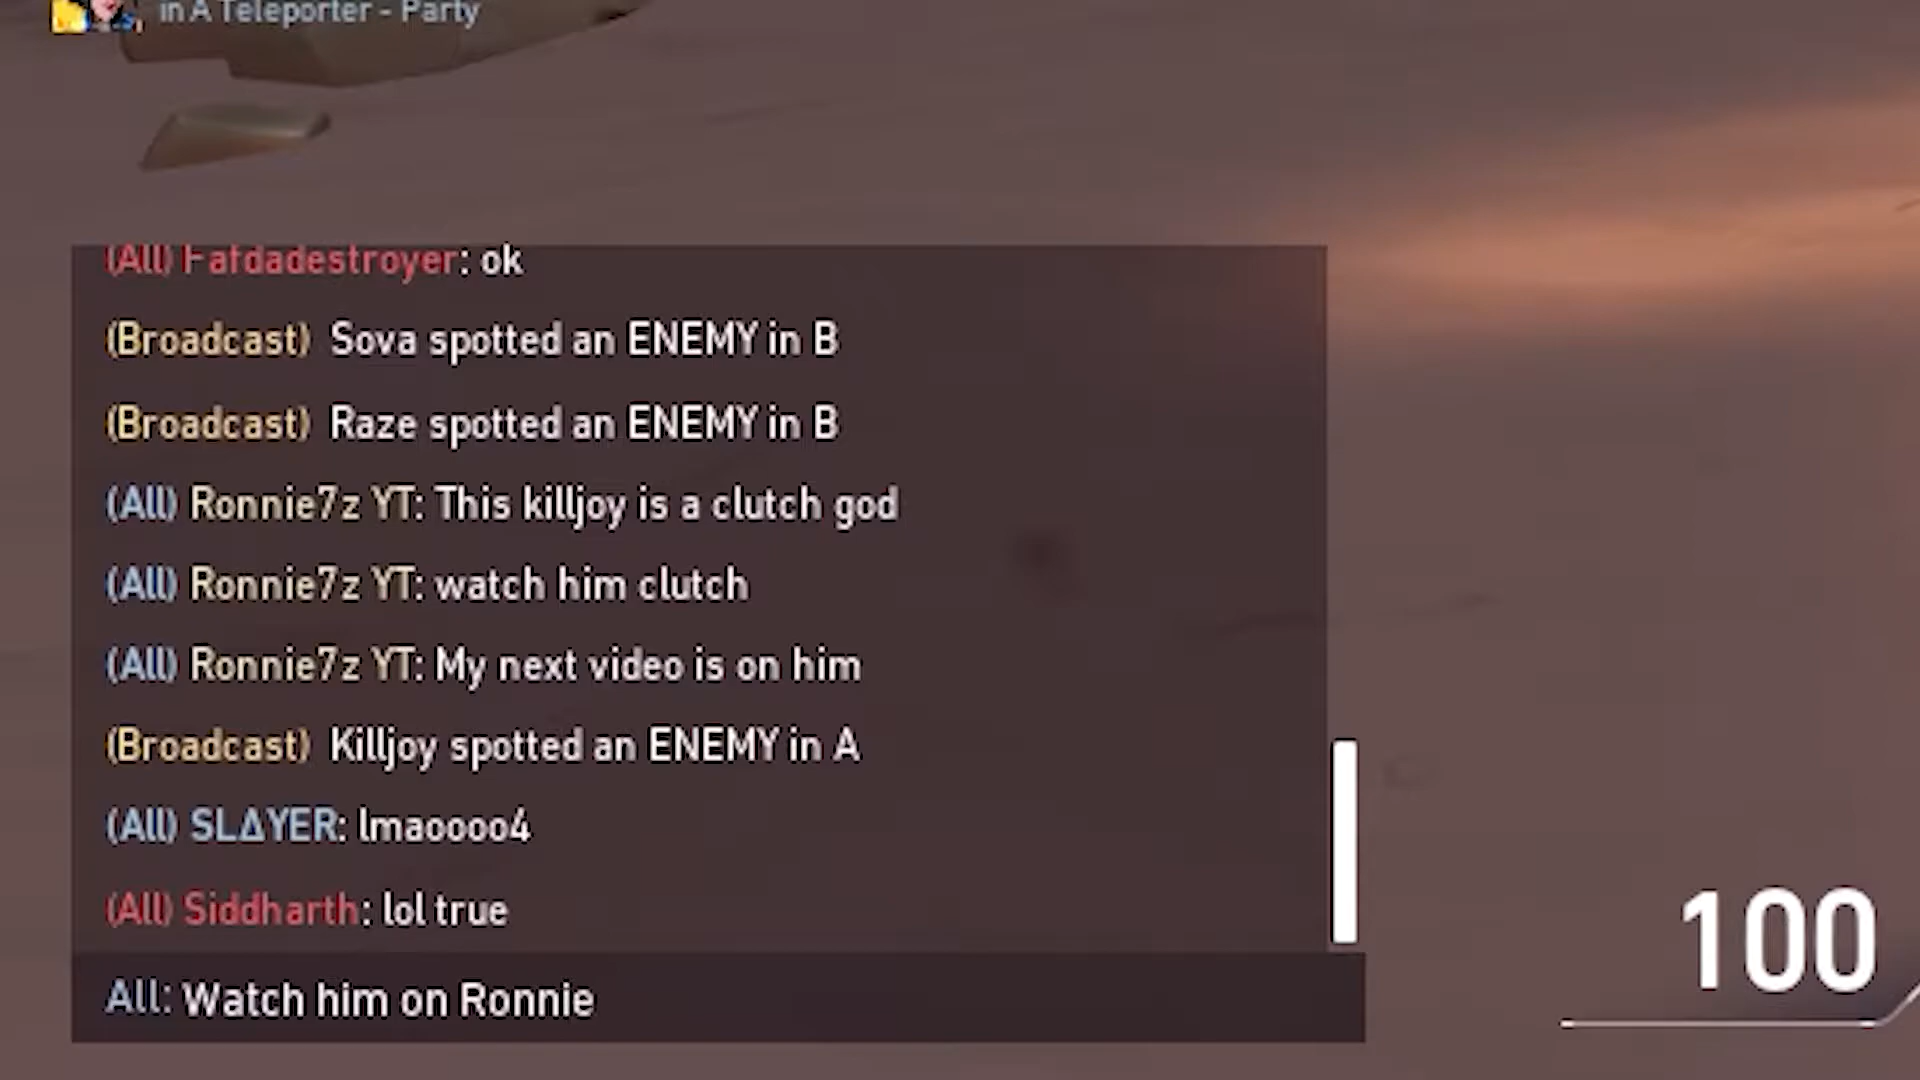 in A Teleporter - Party
(All) Fafdadestroyer: ok
(Broadcast) Sova spotted an ENEMY in B
(Broadcast) Raze spotted an ENEMY in B
(All) Ronnie7z YT: This killjoy is a clutch god
(All) Ronnie7z YT: watch him clutch
(All) Ronnie7z YT: My next video is on him
(Broadcast) Killjoy spotted an ENEMY in A
(All) SLΔYER: lmaoooo4
(All) Siddharth: lol true
All: Watch him on Ronnie
100